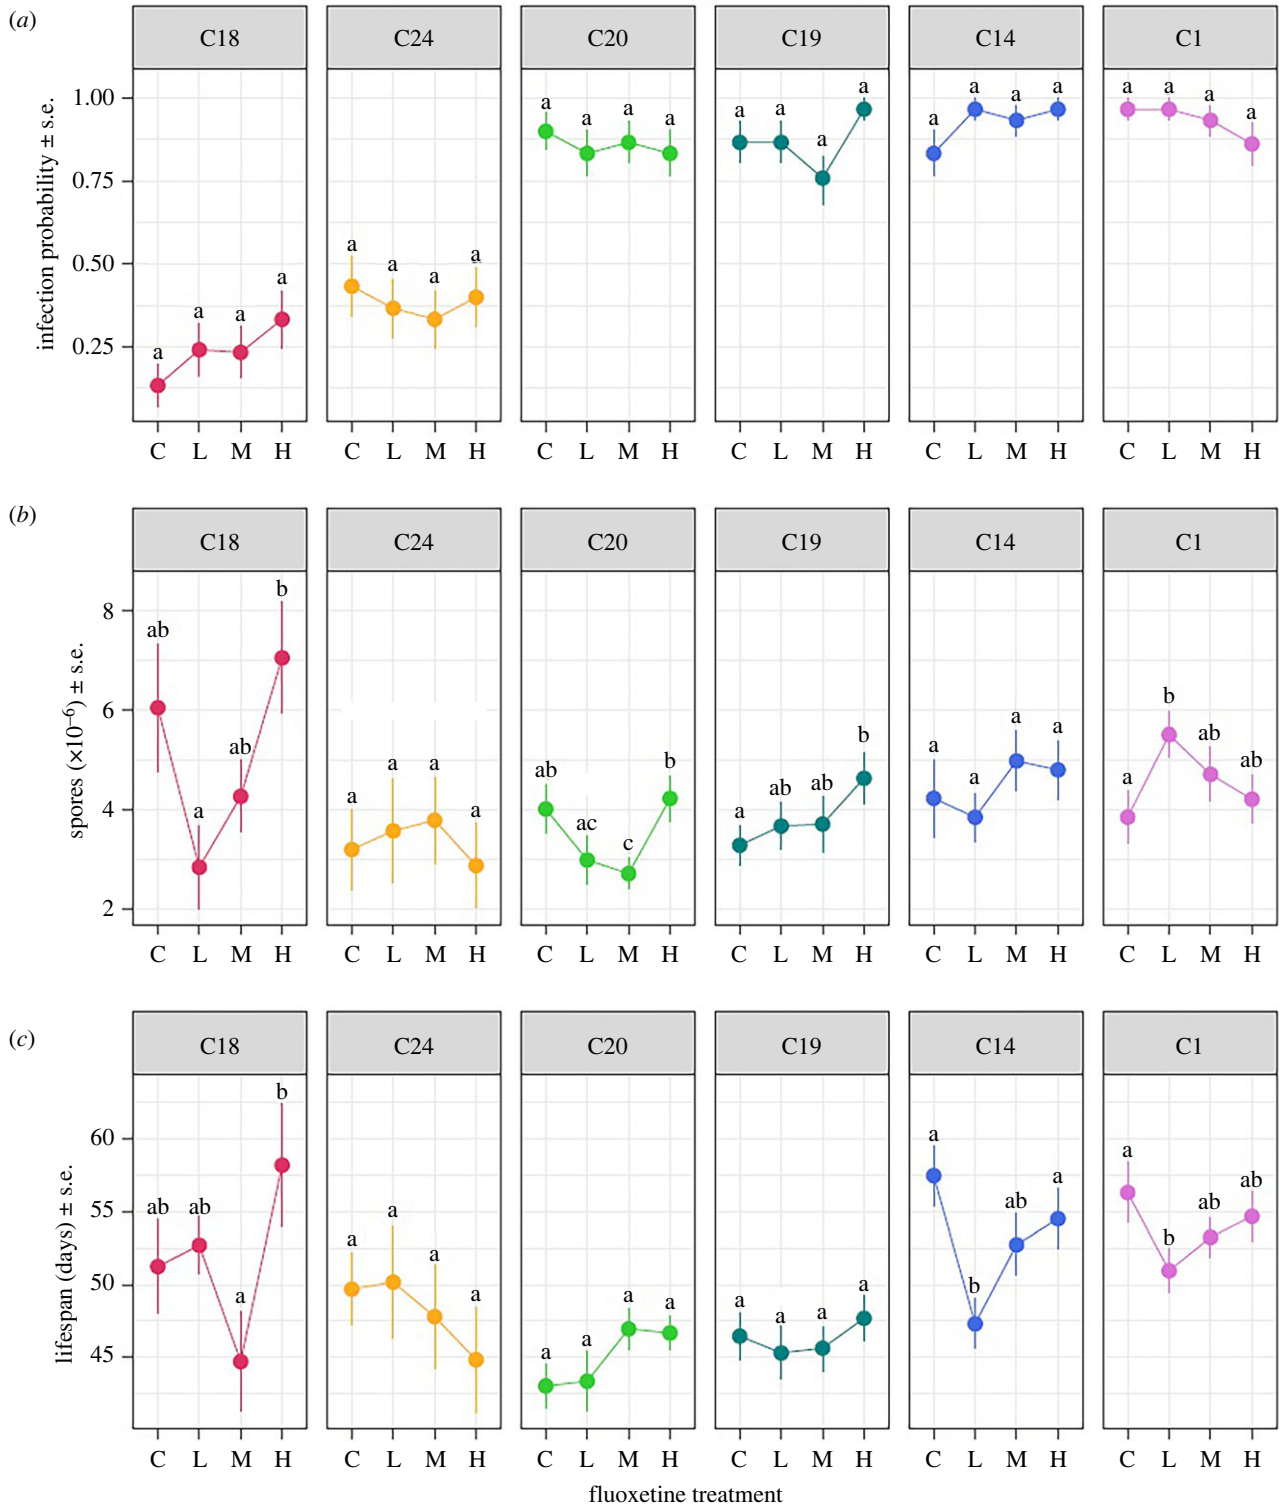 (a)
C18 C24 C20 C19 C14 C1
infection probability ± s.e.
1.00
0.75
0.50
0.25
a a a a
a a a a
a a a a
a a a a
a a a a
a a a a
C L M H C L M H C L M H C L M H C L M H C L M H
(b)
C18 C24 C20 C19 C14 C1
spores (×10⁻⁶) ± s.e.
8
6
4
2
ab a ab b
a a a a
ab ac c b
a ab ab b
a a a a
a b ab ab
C L M H C L M H C L M H C L M H C L M H C L M H
(c)
C18 C24 C20 C19 C14 C1
lifespan (days) ± s.e.
60
55
50
45
ab ab a b
a a a a
a a a a
a a a a
a b ab a
a b ab ab
C L M H C L M H C L M H C L M H C L M H C L M H
fluoxetine treatment